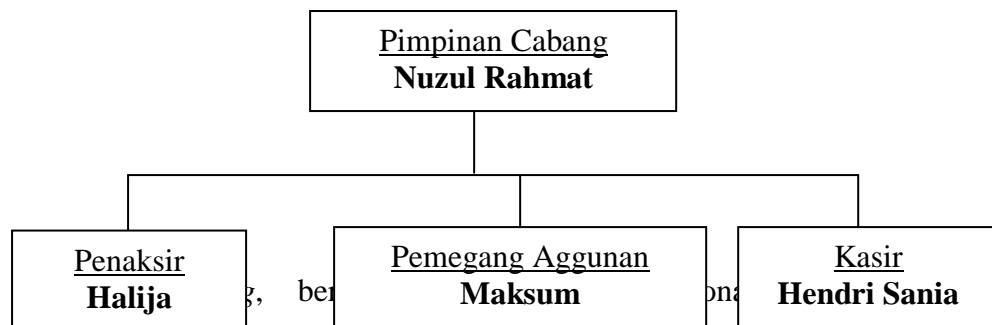 Pimpinan Cabang
Nuzul Rahmat
Penaksir
Halija
Pemegang Aggunan
Maksum
Kasir
Hendri Sania